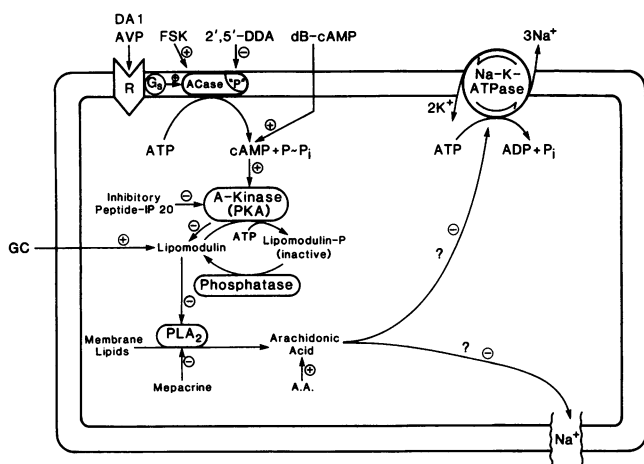 DA1
AVP
FSK
2',5'-DDA
dB-cAMP
3Na+
⊕
⊖
R
Gs
⊕
ACase
"P"
Na-K-
ATPase
2K+
ATP
⊕
cAMP+P~Pi
ATP
ADP+Pi
⊕
Inhibitory
Peptide-IP 20
⊖
A-Kinase
(PKA)
⊖
ATP
⊖
?
GC
⊕
Lipomodulin
Lipomodulin-P
(inactive)
Phosphatase
⊖
Membrane
Lipids
PLA2
Arachidonic
Acid
?
⊖
⊖
⊕
Mepacrine
A.A.
Na+